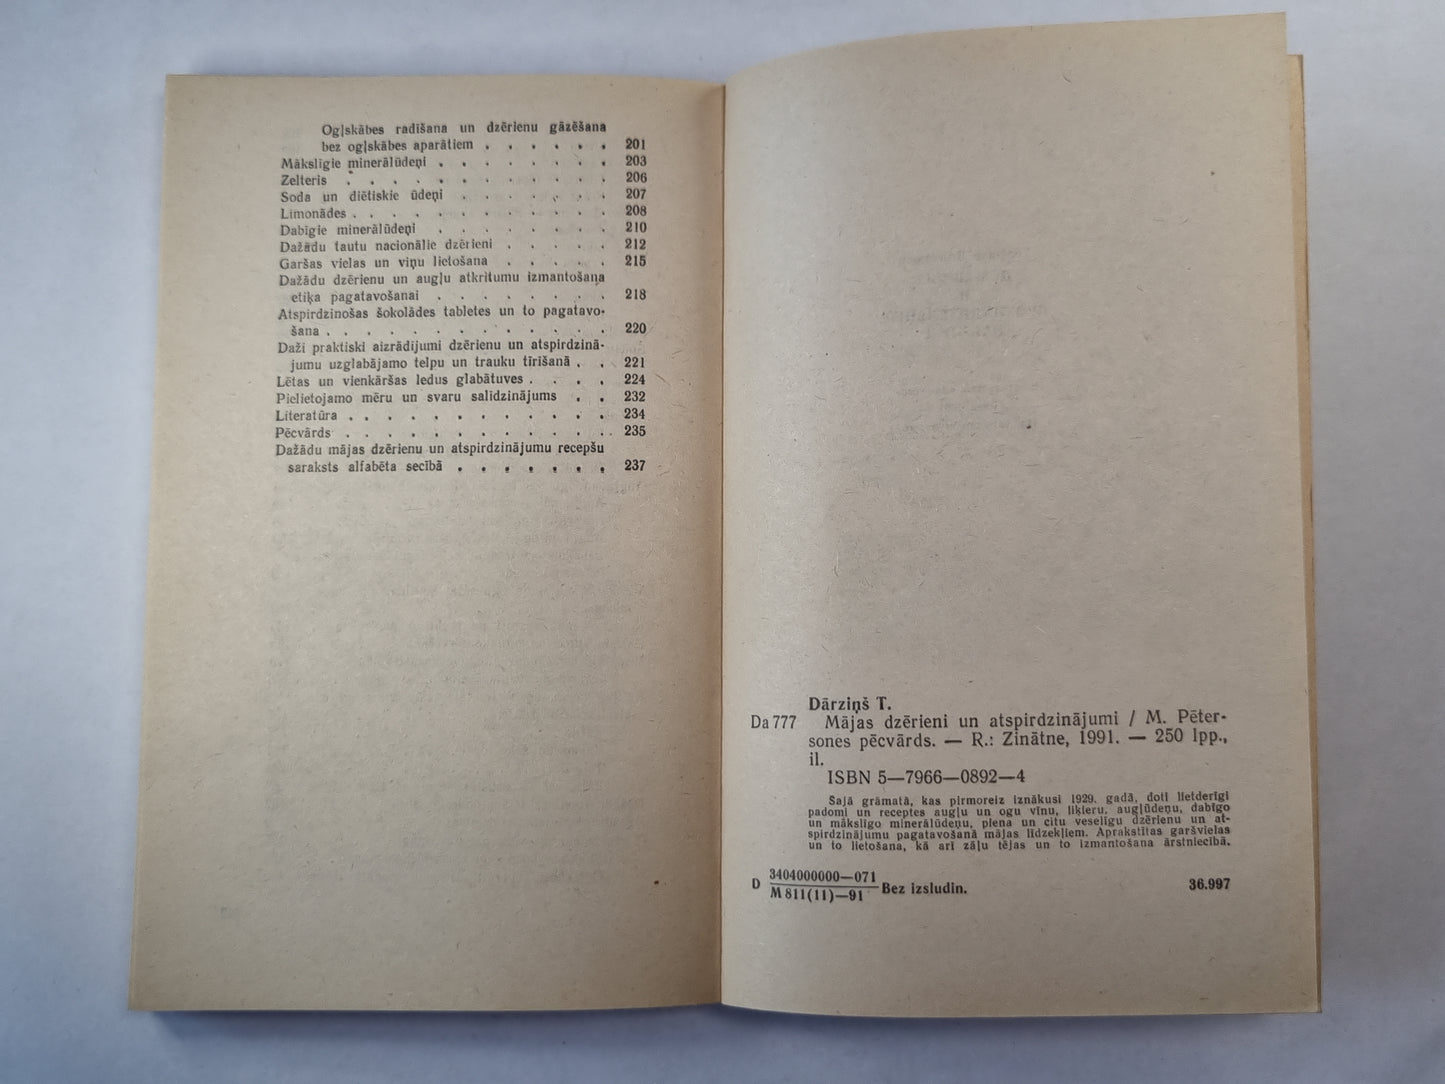 Ogļskābes radīšana un dzērienu gāzēšana
bez ogļskābes aparātiem . . . . . . 201
Mākslīgie minerālūdeņi . . . . . . . . 203
Zelteris . . . . . . . . . . . . 206
Soda un diētiskie ūdeņi . . . . . . . 207
Limonādes . . . . . . . . . . . . 208
Dabīgie minerālūdeņi . . . . . . . . 210
Dažādu tautu nacionālie dzērieni . . . . . 212
Garšas vielas un viņu lietošana . . . . . 215
Dažādu dzērienu un augļu atkritumu izmantošana
etiķa pagatavošanai . . . . . . . . 218
Atspirdzinošas šokolādes tabletes un to pagatavo-
šana . . . . . . . . . . . . . 220
Daži praktiski aizrādījumi dzērienu un atspirdzinā-
jumu uzglabājamo telpu un trauku tīrīšanā . . 221
Lētas un vienkāršas ledus glabātuves . . . . 224
Pielietojamo mēru un svaru salīdzinājums . . 232
Literatūra . . . . . . . . . . . . 234
Pēcvārds . . . . . . . . . . . . 235
Dažādu mājas dzērienu un atspirdzinājumu recepšu
saraksts alfabēta secībā . . . . . . . 237
Dārziņš T.
Da 777 Mājas dzērieni un atspirdzinājumi / M. Pēter-
sones pēcvārds. — R.: Zinātne, 1991. — 250 lpp.,
il.
ISBN 5—7966—0892—4
Šajā grāmatā, kas pirmoreiz iznākusi 1929. gadā, doti lietderīgi
padomi un receptes augļu un ogu vīnu, liķieru, augļūdeņu, dabīgo
un mākslīgo minerālūdeņu, piena un citu veselīgu dzērienu un at-
spirdzinājumu pagatavošanā mājas līdzekļiem. Aprakstītas garšvielas
un to lietošana, kā arī zāļu tējas un to izmantošana ārstniecībā.
D 3404000000—071
M 811(11)—91 Bez izsludin. 36.997